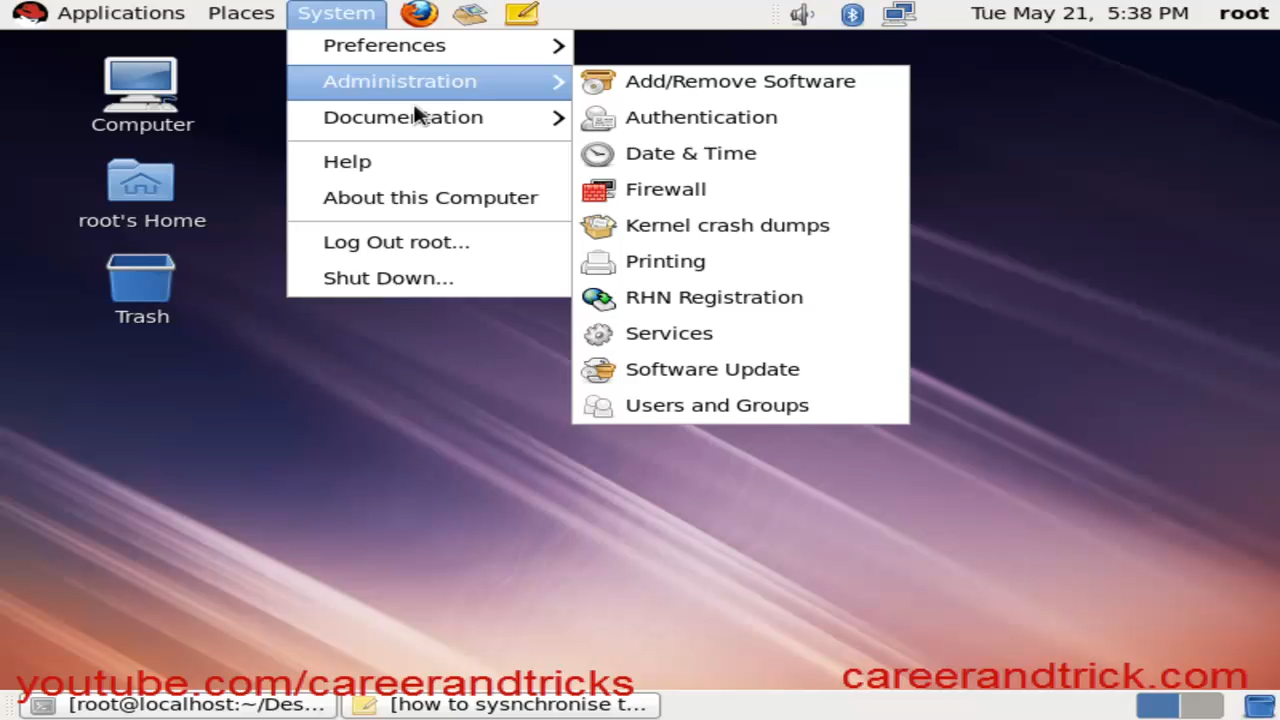 Applications Places System Tue May 21, 5:38 PM root
Preferences
Administration
Documentation
Help
About this Computer
Log Out root...
Shut Down...
Add/Remove Software
Authentication
Date & Time
Firewall
Kernel crash dumps
Printing
RHN Registration
Services
Software Update
Users and Groups
Computer
root's Home
Trash
youtube.com/careerandtricks
careerandtrick.com
[root@localhost:~/Des... [how to sysnchronise t...